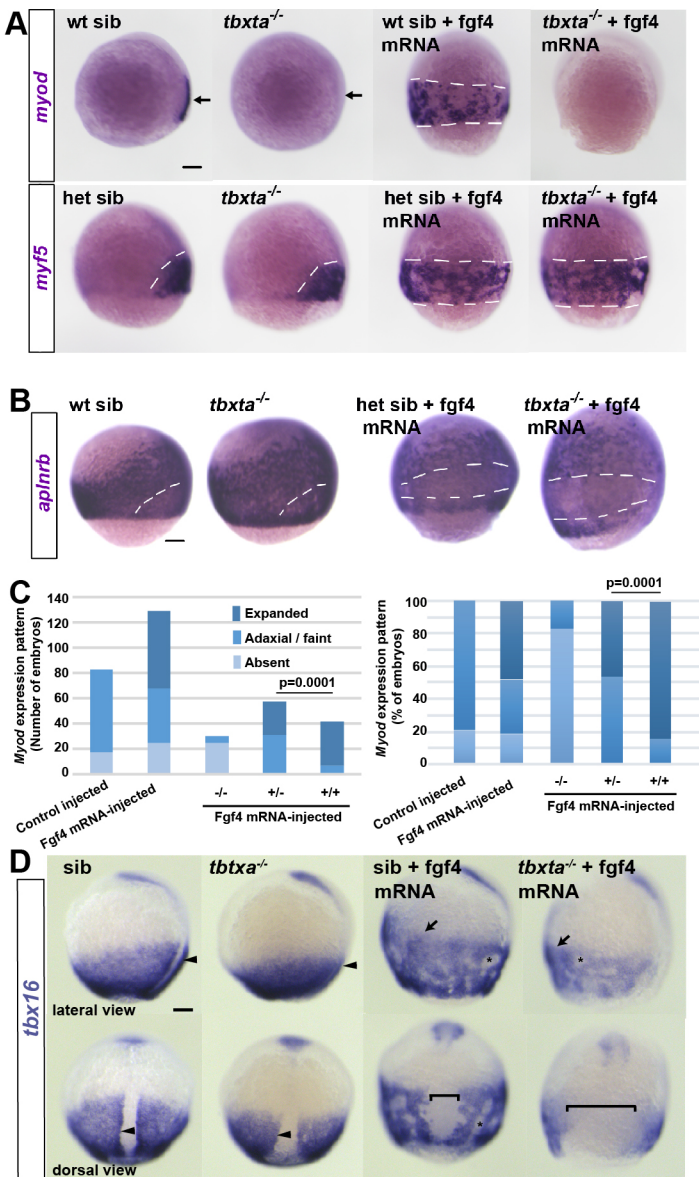 A
wt sib
tbxta-/-
wt sib + fgf4
mRNA
tbxta-/- + fgf4
mRNA
myod
het sib
tbxta-/-
het sib + fgf4
mRNA
tbxta-/- + fgf4
mRNA
myf5
B
wt sib
tbxta-/-
het sib + fgf4
mRNA
tbxta-/- + fgf4
mRNA
aplnrb
C
Myod expression pattern
(Number of embryos)
140
120
100
80
60
40
20
0
Expanded
Adaxial / faint
Absent
p=0.0001
Control injected
Fgf4 mRNA-injected
-/-
+/-
+/+
Fgf4 mRNA-injected
Myod expression pattern
(% of embryos)
100
80
60
40
20
0
p=0.0001
Control injected
Fgf4 mRNA-injected
-/-
+/-
+/+
Fgf4 mRNA-injected
D
sib
tbtxa-/-
sib + fgf4
mRNA
tbxta-/- + fgf4
mRNA
tbx16
*
*
lateral view
*
dorsal view